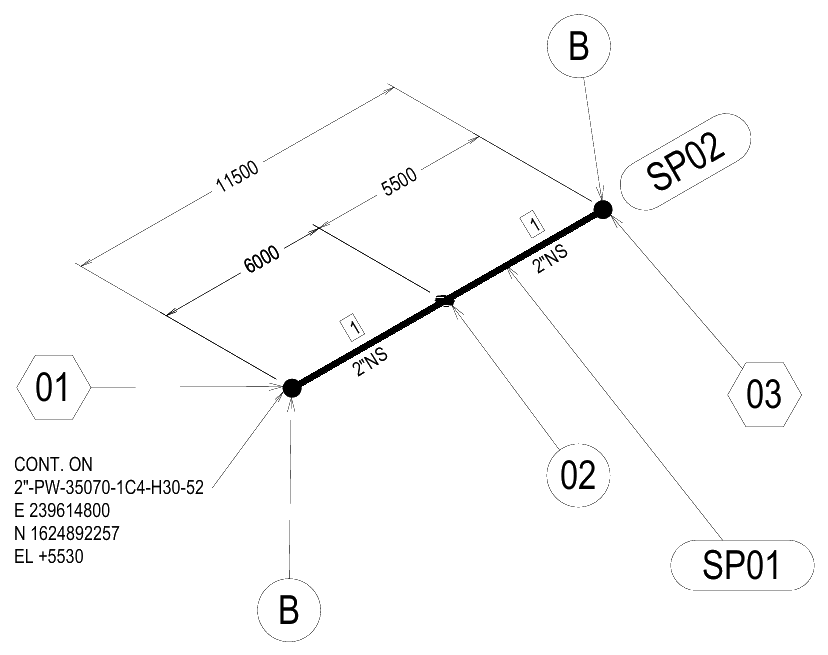 B
SP02
11500
5500
6000
1
2"NS
1
2"NS
01
03
02
CONT. ON
2"-PW-35070-1C4-H30-52
E 239614800
N 1624892257
EL +5530
SP01
B